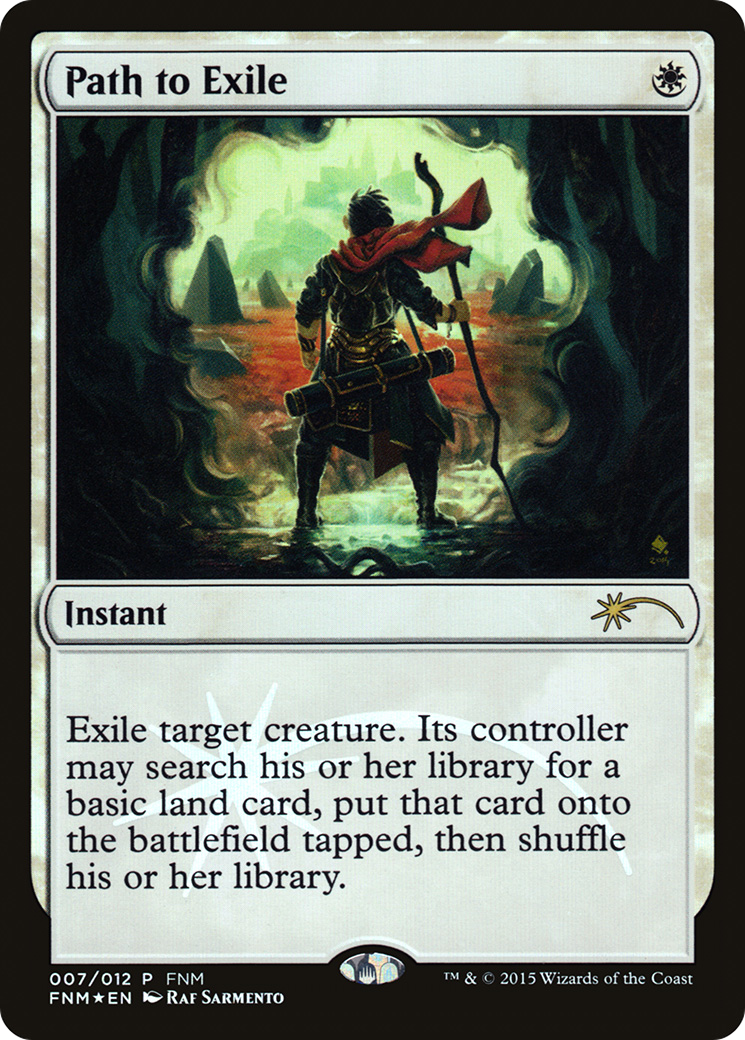 Path to Exile
Instant
Exile target creature. Its controller
may search his or her library for a
basic land card, put that card onto
the battlefield tapped, then shuffle
his or her library.
007/012 P FNM
FNM★EN Raf Sarmento
™ & © 2015 Wizards of the Coast